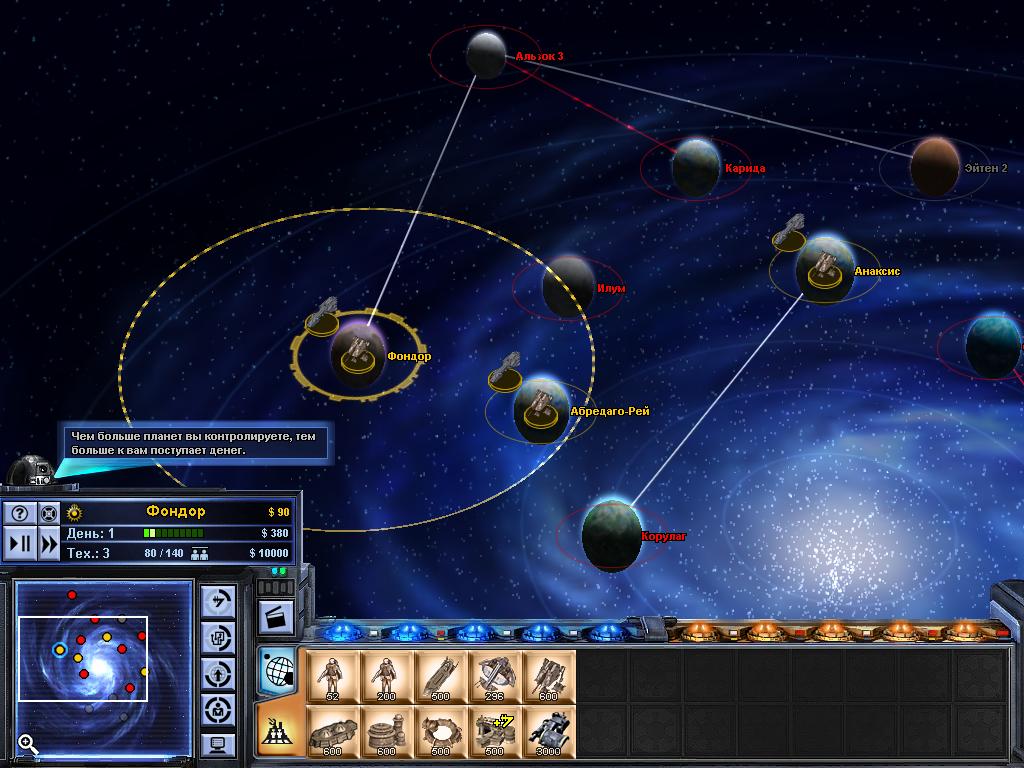 Альзок 3
Карида
Эйтен 2
Анаксис
Илум
Фондор
Абредаго-Рей
Корулаг
Чем больше планет вы контролируете, тем
больше к вам поступает денег.
Фондор $ 90
День: 1 $ 380
Тех.: 3 80 / 140 $ 10000
52 200 500 296 600
600 600 500 500 3000